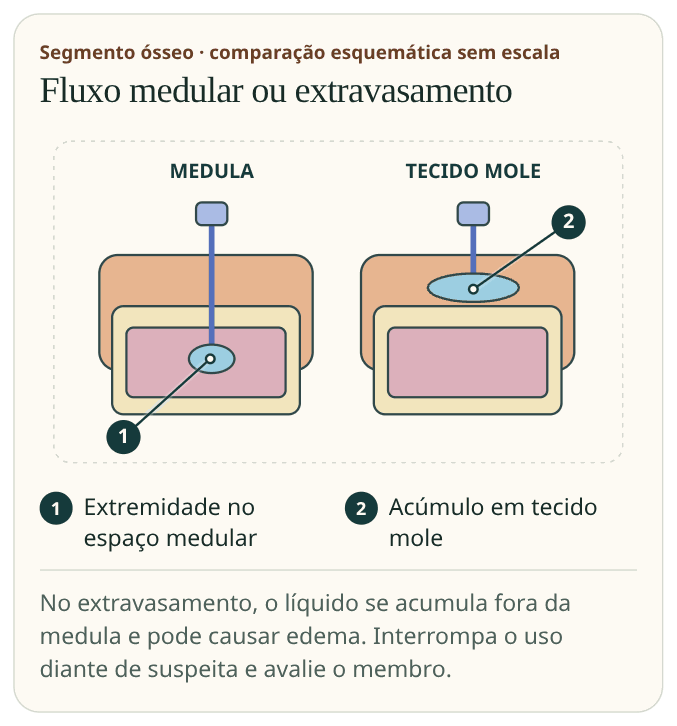 Segmento ósseo · comparação esquemática sem escala
Fluxo medular ou extravasamento
MEDULA
TECIDO MOLE
2
1
1 Extremidade no
espaço medular
2 Acúmulo em tecido
mole
No extravasamento, o líquido se acumula fora da
medula e pode causar edema. Interrompa o uso
diante de suspeita e avalie o membro.